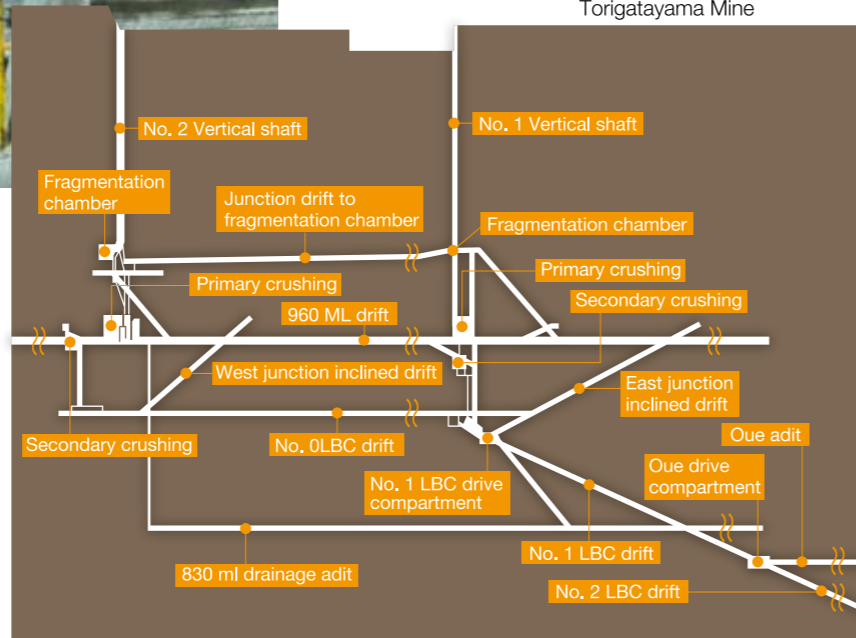 Torigatayama Mine
No. 2 Vertical shaft
No. 1 Vertical shaft
Fragmentation
chamber
Junction drift to
fragmentation chamber
Fragmentation chamber
Primary crushing
Primary crushing
Secondary crushing
960 ML drift
West junction inclined drift
East junction
inclined drift
Secondary crushing
No. 0LBC drift
No. 1 LBC drive
compartment
Oue adit
Oue drive
compartment
830 ml drainage adit
No. 1 LBC drift
No. 2 LBC drift